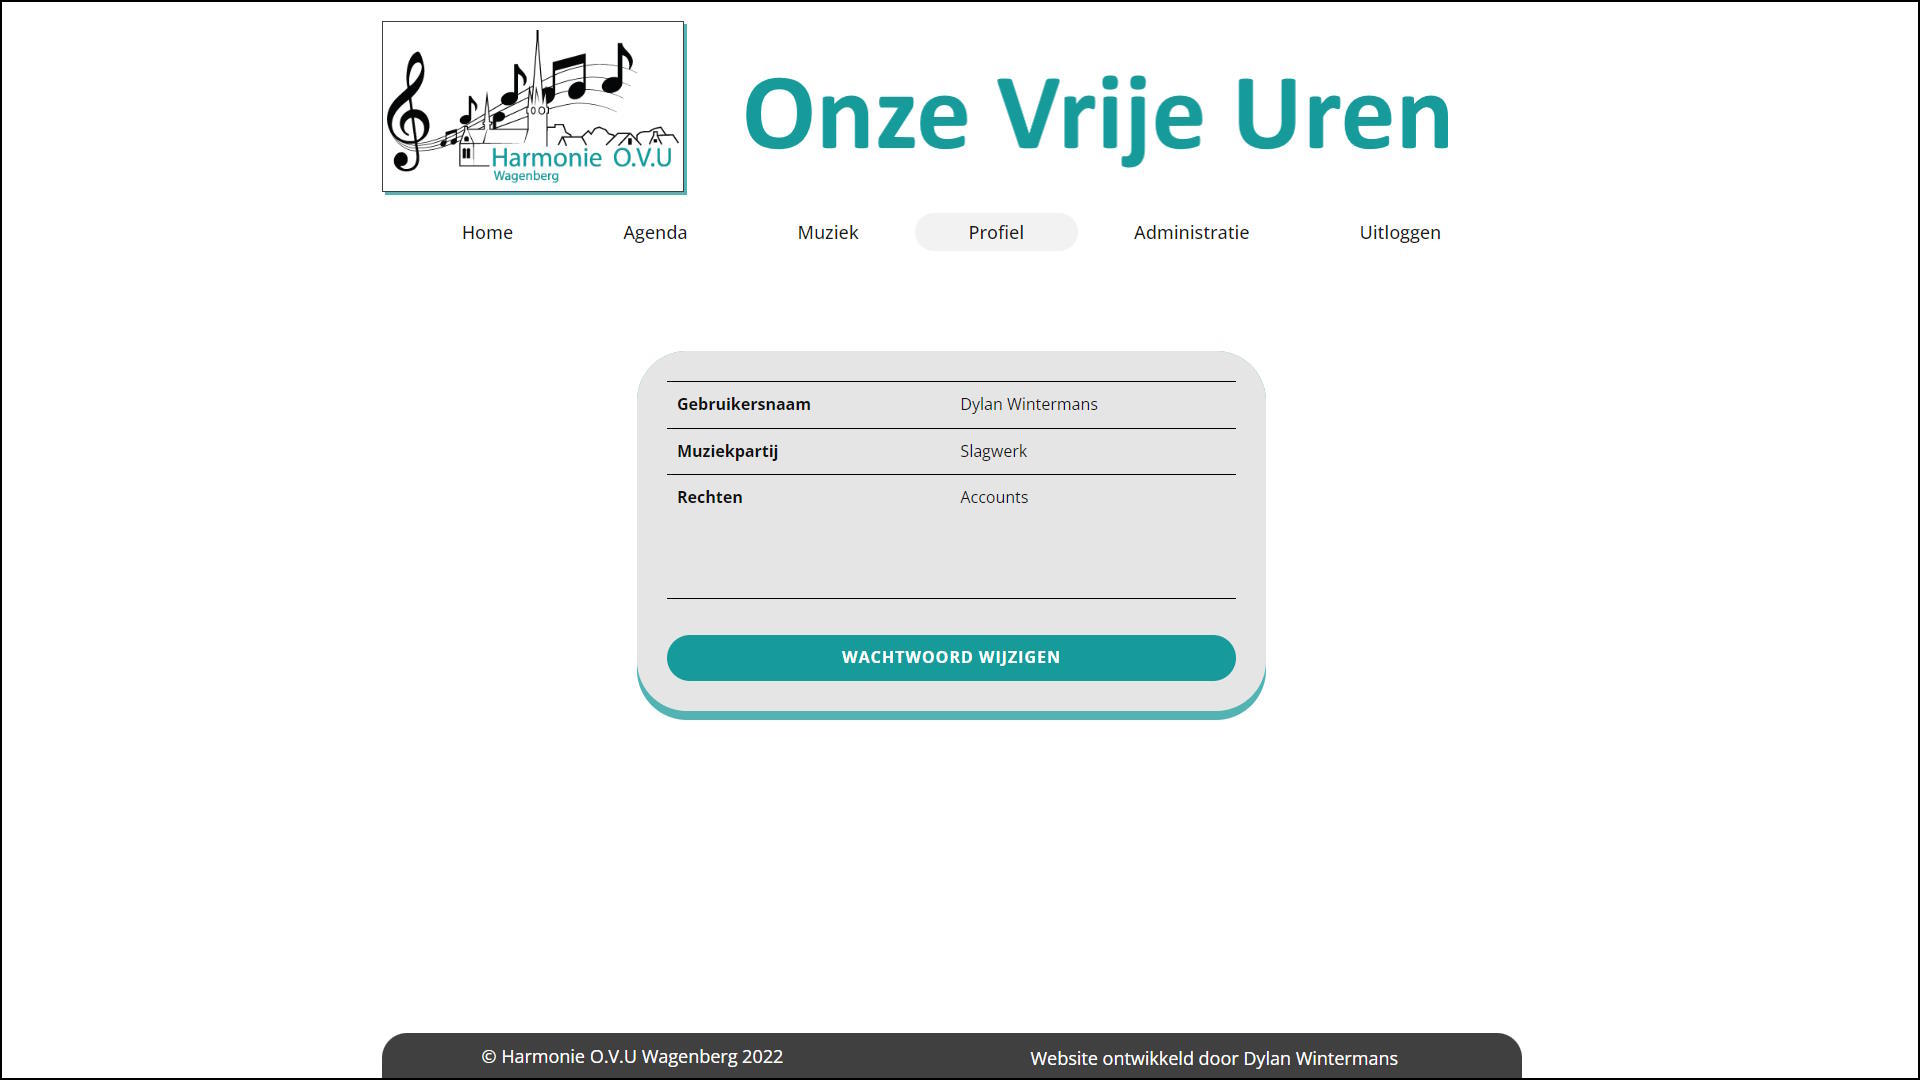 Harmonie O.V.U
Wagenberg
Onze Vrije Uren
Home Agenda Muziek Profiel Administratie Uitloggen
Gebruikersnaam Dylan Wintermans
Muziekpartij Slagwerk
Rechten Accounts
WACHTWOORD WIJZIGEN
© Harmonie O.V.U Wagenberg 2022
Website ontwikkeld door Dylan Wintermans